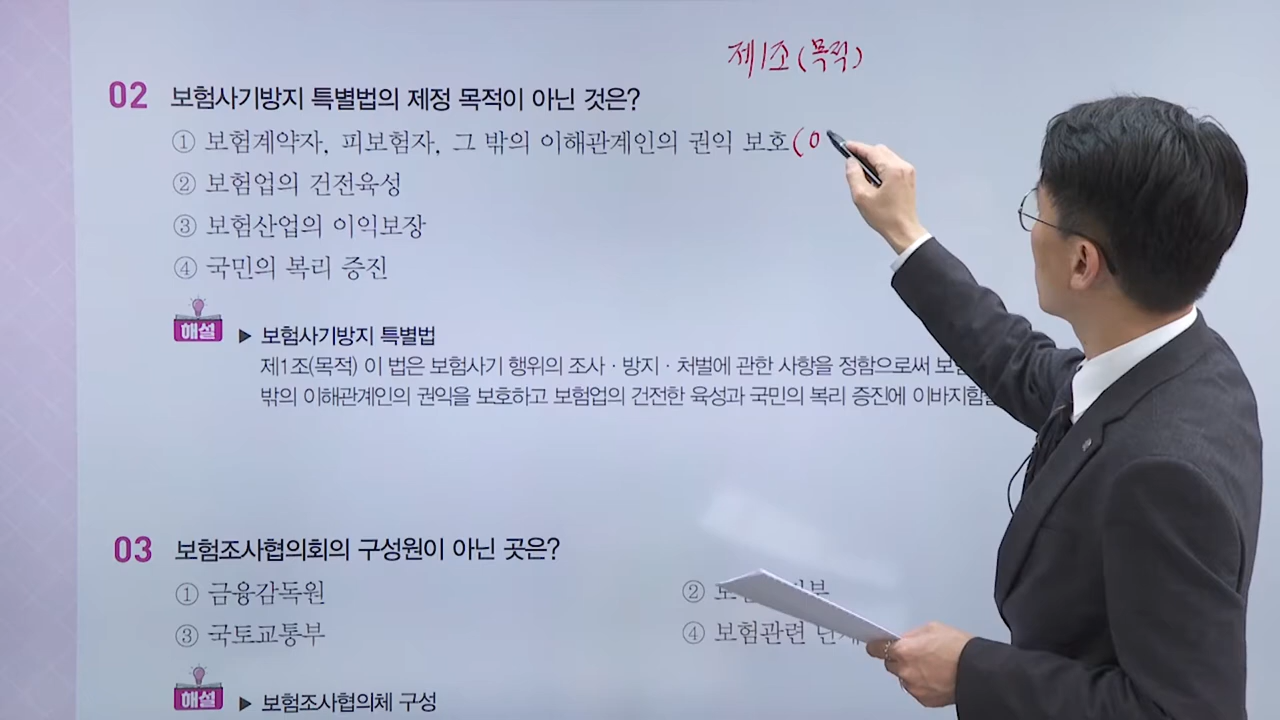 제1조(목적)
02 보험사기방지 특별법의 제정 목적이 아닌 것은?
① 보험계약자, 피보험자, 그 밖의 이해관계인의 권익 보호(0
② 보험업의 건전육성
③ 보험산업의 이익보장
④ 국민의 복리 증진
해설 ▶ 보험사기방지 특별법
제1조(목적) 이 법은 보험사기 행위의 조사·방지·처벌에 관한 사항을 정함으로써
밖의 이해관계인의 권익을 보호하고 보험업의 건전한 육성과 국민의 복리 증진에
03 보험조사협의회의 구성원이 아닌 곳은?
① 금융감독원 ②
③ 국토교통부 ④ 보험관련
해설 ▶ 보험조사협의체 구성